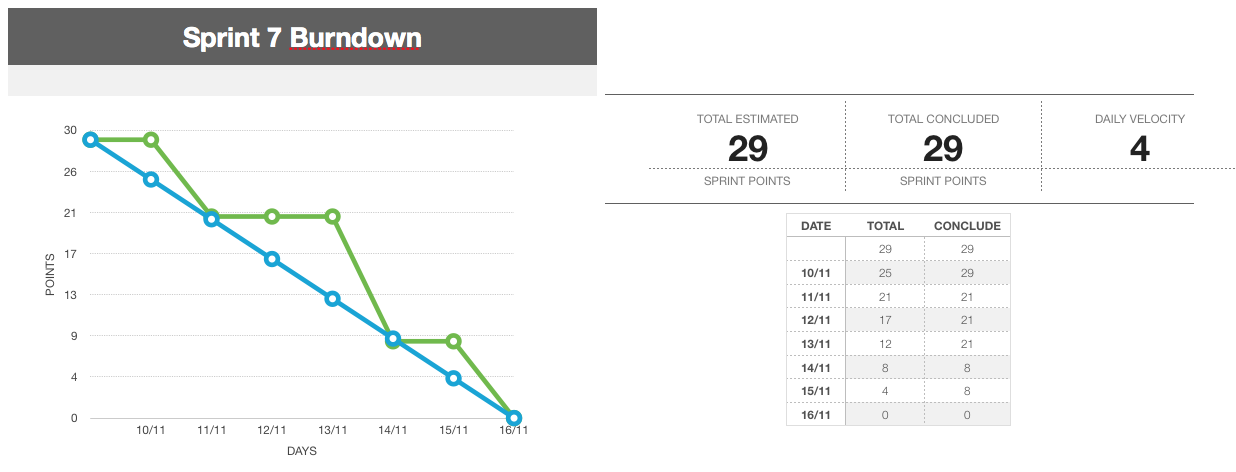 Sprint 7 Burndown
30
26
21
17
13
9
4
0
POINTS
10/11 11/11 12/11 13/11 14/11 15/11 16/11
DAYS
TOTAL ESTIMATED
29
SPRINT POINTS
TOTAL CONCLUDED
29
SPRINT POINTS
DAILY VELOCITY
4
DATE TOTAL CONCLUDE
29 29
10/11 25 29
11/11 21 21
12/11 17 21
13/11 12 21
14/11 8 8
15/11 4 8
16/11 0 0